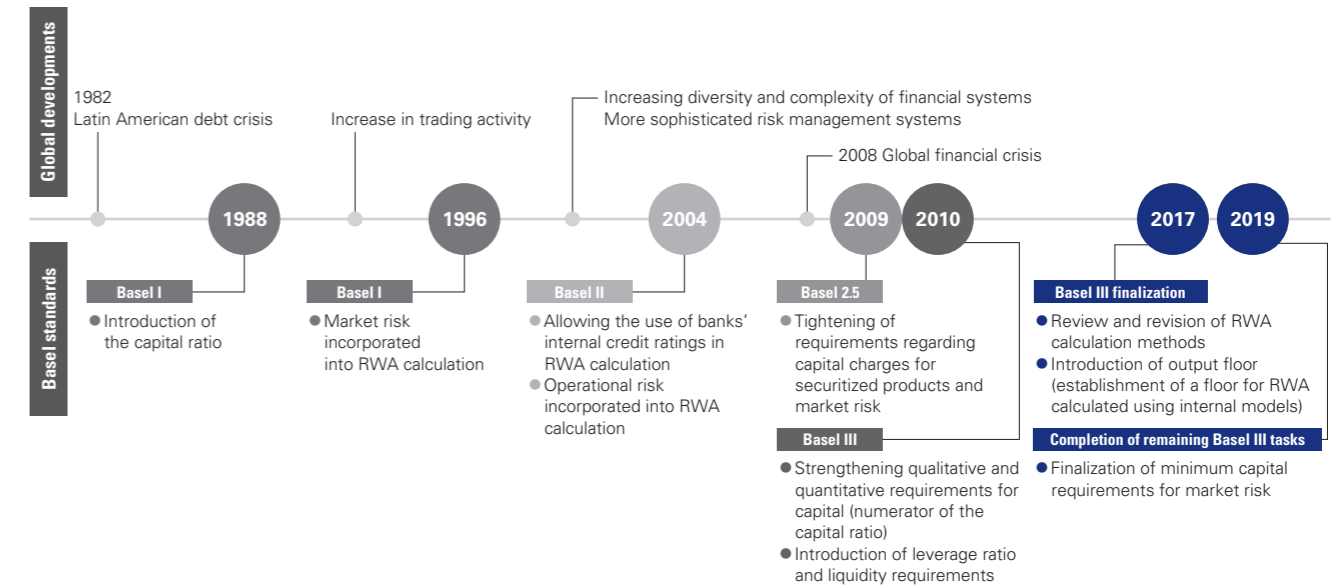 Global developments
1982
Latin American debt crisis
Increase in trading activity
Increasing diversity and complexity of financial systems
More sophisticated risk management systems
2008 Global financial crisis
1988
1996
2004
2009
2010
2017
2019
Basel standards
Basel I
● Introduction of
the capital ratio
Basel I
● Market risk
incorporated
into RWA calculation
Basel II
● Allowing the use of banks’
internal credit ratings in
RWA calculation
● Operational risk
incorporated into RWA
calculation
Basel 2.5
● Tightening of
requirements regarding
capital charges for
securitized products and
market risk
Basel III
● Strengthening qualitative and
quantitative requirements for
capital (numerator of the
capital ratio)
● Introduction of leverage ratio
and liquidity requirements
Basel III finalization
● Review and revision of RWA
calculation methods
● Introduction of output floor
(establishment of a floor for RWA
calculated using internal models)
Completion of remaining Basel III tasks
● Finalization of minimum capital
requirements for market risk